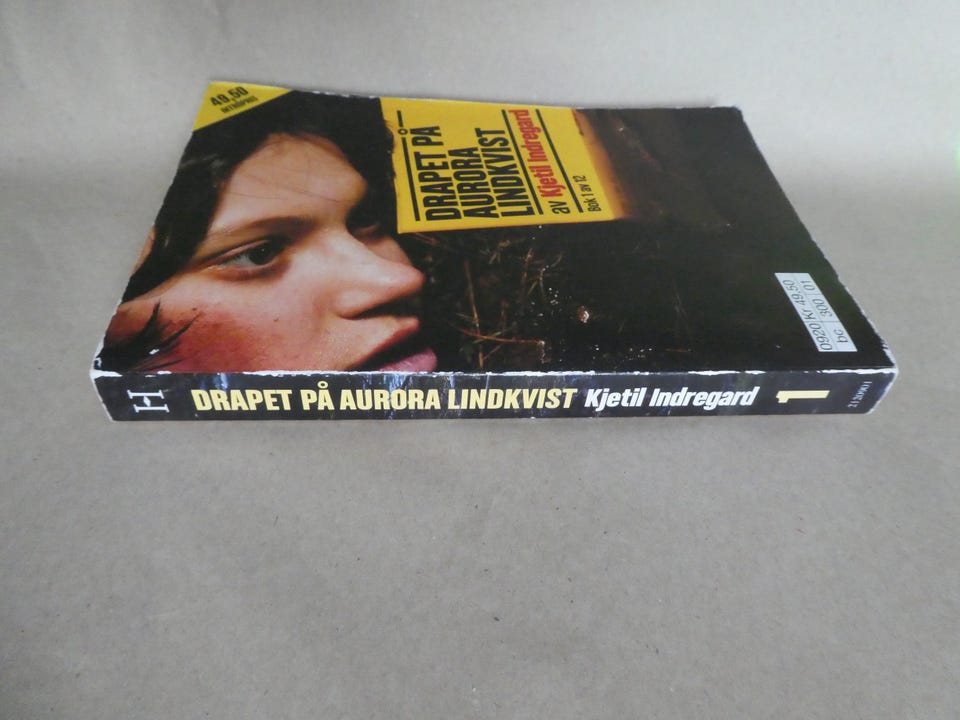 49,50
INTROPRIS
DRAPET PÅ
AURORA
LINDKVIST
av Kjetil Indregard
Bok 1 av 12
0920 Kr 49.50
bc 300 01
H DRAPET PÅ AURORA LINDKVIST Kjetil Indregard 1